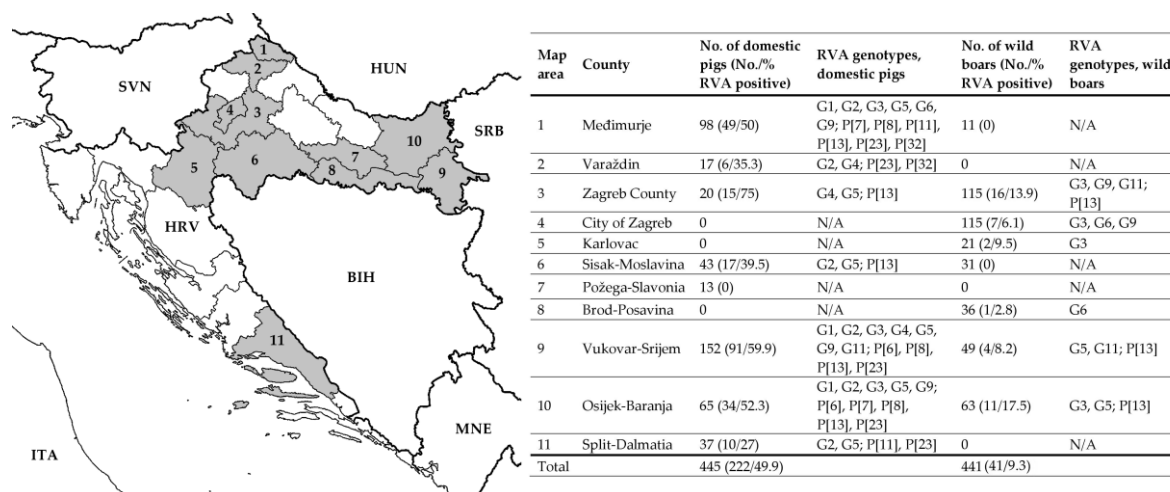 1
HUN
2
SVN
4
3
SRB
10
7
6
5
8
9
HRV
BIH
11
MNE
ITA
Map area County No. of domestic pigs (No./% RVA positive) RVA genotypes, domestic pigs No. of wild boars (No./% RVA positive) RVA genotypes, wild boars
1 Međimurje 98 (49/50) G1, G2, G3, G5, G6, G9; P[7], P[8], P[11], P[13], P[23], P[32] 11 (0) N/A
2 Varaždin 17 (6/35.3) G2, G4; P[23], P[32] 0 N/A
3 Zagreb County 20 (15/75) G4, G5; P[13] 115 (16/13.9) G3, G9, G11; P[13]
4 City of Zagreb 0 N/A 115 (7/6.1) G3, G6, G9
5 Karlovac 0 N/A 21 (2/9.5) G3
6 Sisak-Moslavina 43 (17/39.5) G2, G5; P[13] 31 (0) N/A
7 Požega-Slavonia 13 (0) N/A 0 N/A
8 Brod-Posavina 0 N/A 36 (1/2.8) G6
9 Vukovar-Srijem 152 (91/59.9) G1, G2, G3, G4, G5, G9, G11; P[6], P[8], P[13], P[23] 49 (4/8.2) G5, G11; P[13]
10 Osijek-Baranja 65 (34/52.3) G1, G2, G3, G5, G9; P[6], P[7], P[8], P[13], P[23] 63 (11/17.5) G3, G5; P[13]
11 Split-Dalmatia 37 (10/27) G2, G5; P[11], P[23] 0 N/A
Total 445 (222/49.9) 441 (41/9.3)